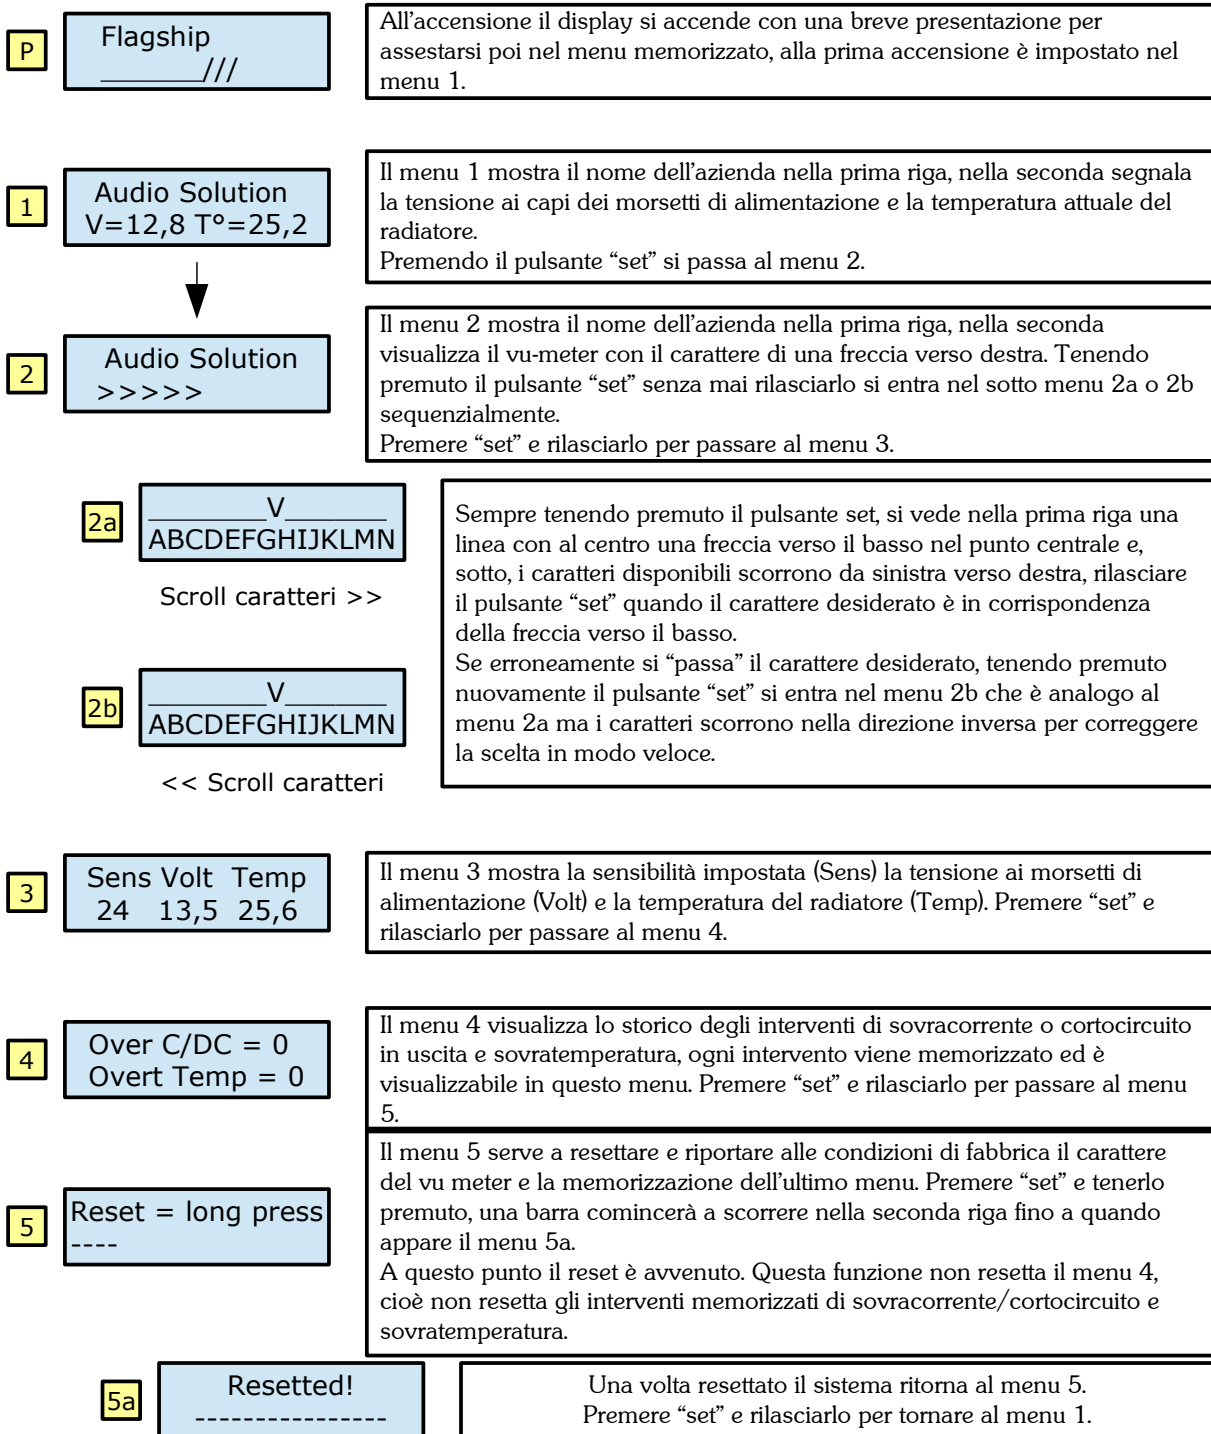 P
Flagship
______///
All'accensione il display si accende con una breve presentazione per
assestarsi poi nel menu memorizzato, alla prima accensione è impostato nel
menu 1.
1
Audio Solution
V=12,8 T°=25,2
Il menu 1 mostra il nome dell'azienda nella prima riga, nella seconda segnala
la tensione ai capi dei morsetti di alimentazione e la temperatura attuale del
radiatore.
Premendo il pulsante “set” si passa al menu 2.
2
Audio Solution
>>>>>
Il menu 2 mostra il nome dell'azienda nella prima riga, nella seconda
visualizza il vu-meter con il carattere di una freccia verso destra. Tenendo
premuto il pulsante “set” senza mai rilasciarlo si entra nel sotto menu 2a o 2b
sequenzialmente.
Premere “set” e rilasciarlo per passare al menu 3.
2a
_______V______
ABCDEFGHIJKLMN
Scroll caratteri >>
2b
_______V______
ABCDEFGHIJKLMN
<< Scroll caratteri
Sempre tenendo premuto il pulsante set, si vede nella prima riga una
linea con al centro una freccia verso il basso nel punto centrale e,
sotto, i caratteri disponibili scorrono da sinistra verso destra, rilasciare
il pulsante “set” quando il carattere desiderato è in corrispondenza
della freccia verso il basso.
Se erroneamente si “passa” il carattere desiderato, tenendo premuto
nuovamente il pulsante “set” si entra nel menu 2b che è analogo al
menu 2a ma i caratteri scorrono nella direzione inversa per correggere
la scelta in modo veloce.
3
Sens Volt Temp
24 13,5 25,6
Il menu 3 mostra la sensibilità impostata (Sens) la tensione ai morsetti di
alimentazione (Volt) e la temperatura del radiatore (Temp). Premere “set” e
rilasciarlo per passare al menu 4.
4
Over C/DC = 0
Overt Temp = 0
Il menu 4 visualizza lo storico degli interventi di sovracorrente o cortocircuito
in uscita e sovratemperatura, ogni intervento viene memorizzato ed è
visualizzabile in questo menu. Premere “set” e rilasciarlo per passare al menu
5.
5
Reset = long press
----
Il menu 5 serve a resettare e riportare alle condizioni di fabbrica il carattere
del vu meter e la memorizzazione dell'ultimo menu. Premere “set” e tenerlo
premuto, una barra comincerà a scorrere nella seconda riga fino a quando
appare il menu 5a.
A questo punto il reset è avvenuto. Questa funzione non resetta il menu 4,
cioè non resetta gli interventi memorizzati di sovracorrente/cortocircuito e
sovratemperatura.
5a
Resetted!
----------------
Una volta resettato il sistema ritorna al menu 5.
Premere “set” e rilasciarlo per tornare al menu 1.